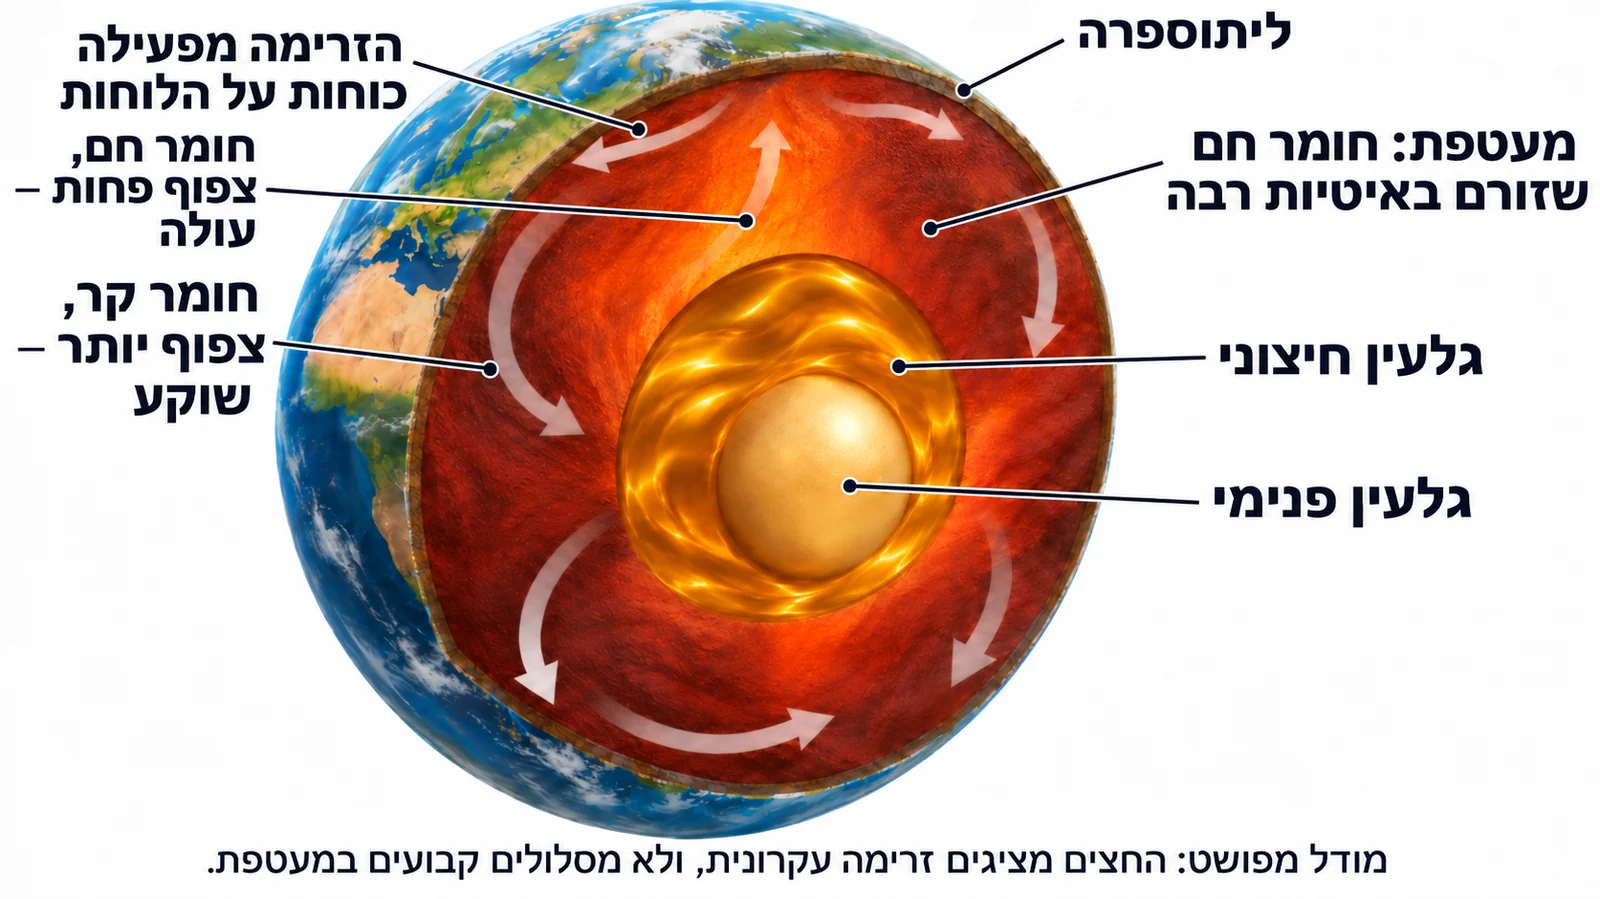 הזרימה מפעילה
כוחות על הלוחות
חומר חם,
צפוף פחות –
עולה
חומר קר,
צפוף יותר –
שוקע
ליתוספרה
מעטפת: חומר חם
שזורם באיטיות רבה
גלעין חיצוני
גלעין פנימי
מודל מפושט: החצים מציגים זרימה עקרונית, ולא מסלולים קבועים במעטפת.